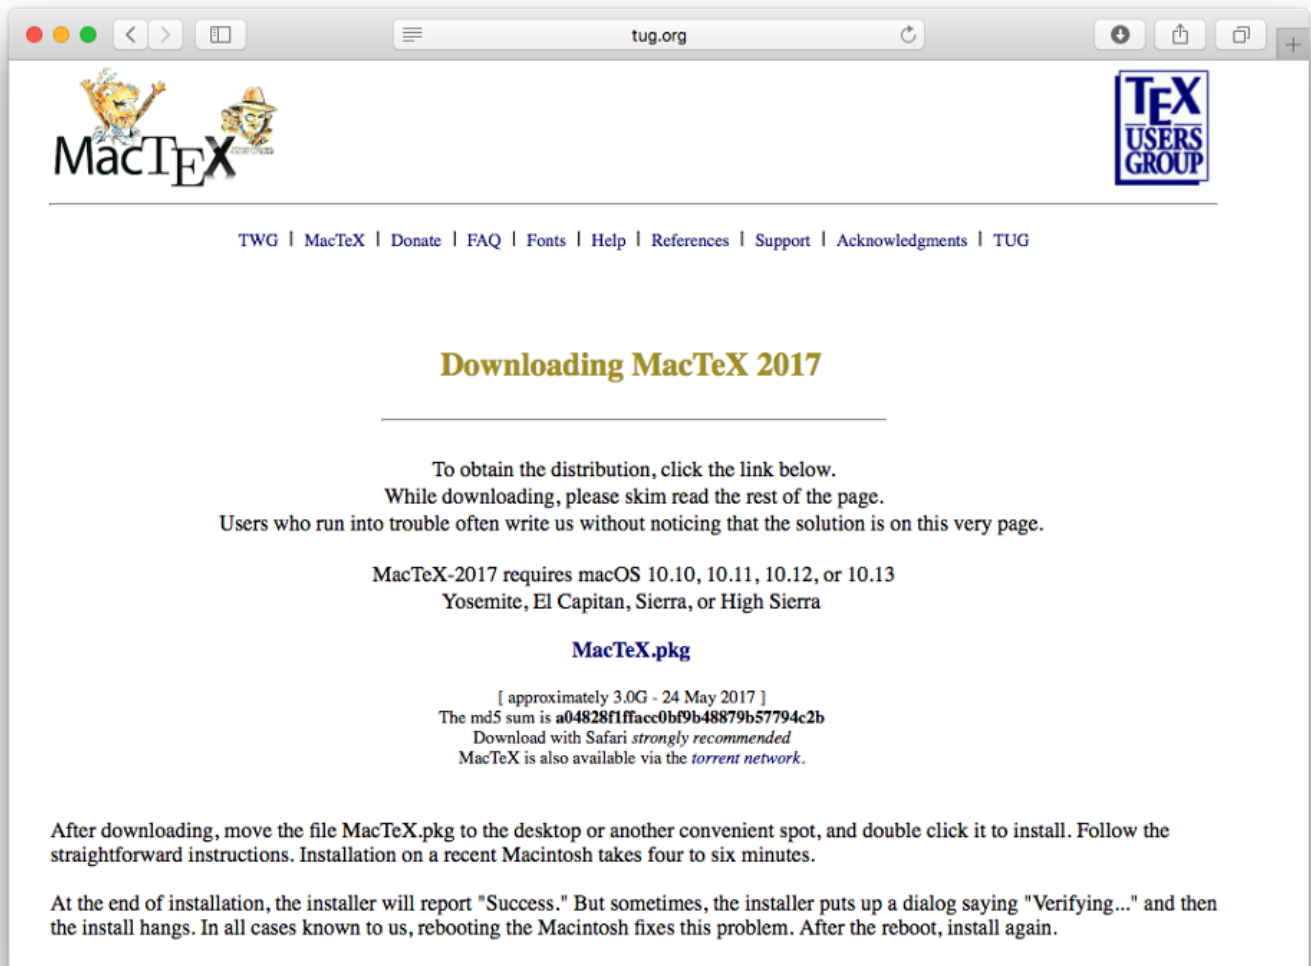 tug.org
MacTeX
TEX
USERS
GROUP
TWG | MacTeX | Donate | FAQ | Fonts | Help | References | Support | Acknowledgments | TUG
Downloading MacTeX 2017
To obtain the distribution, click the link below.
While downloading, please skim read the rest of the page.
Users who run into trouble often write us without noticing that the solution is on this very page.
MacTeX-2017 requires macOS 10.10, 10.11, 10.12, or 10.13
Yosemite, El Capitan, Sierra, or High Sierra
MacTeX.pkg
[ approximately 3.0G - 24 May 2017 ]
The md5 sum is a04828f1ffacc0bf9b48879b57794c2b
Download with Safari strongly recommended
MacTeX is also available via the torrent network.
After downloading, move the file MacTeX.pkg to the desktop or another convenient spot, and double click it to install. Follow the
straightforward instructions. Installation on a recent Macintosh takes four to six minutes.
At the end of installation, the installer will report "Success." But sometimes, the installer puts up a dialog saying "Verifying..." and then
the install hangs. In all cases known to us, rebooting the Macintosh fixes this problem. After the reboot, install again.